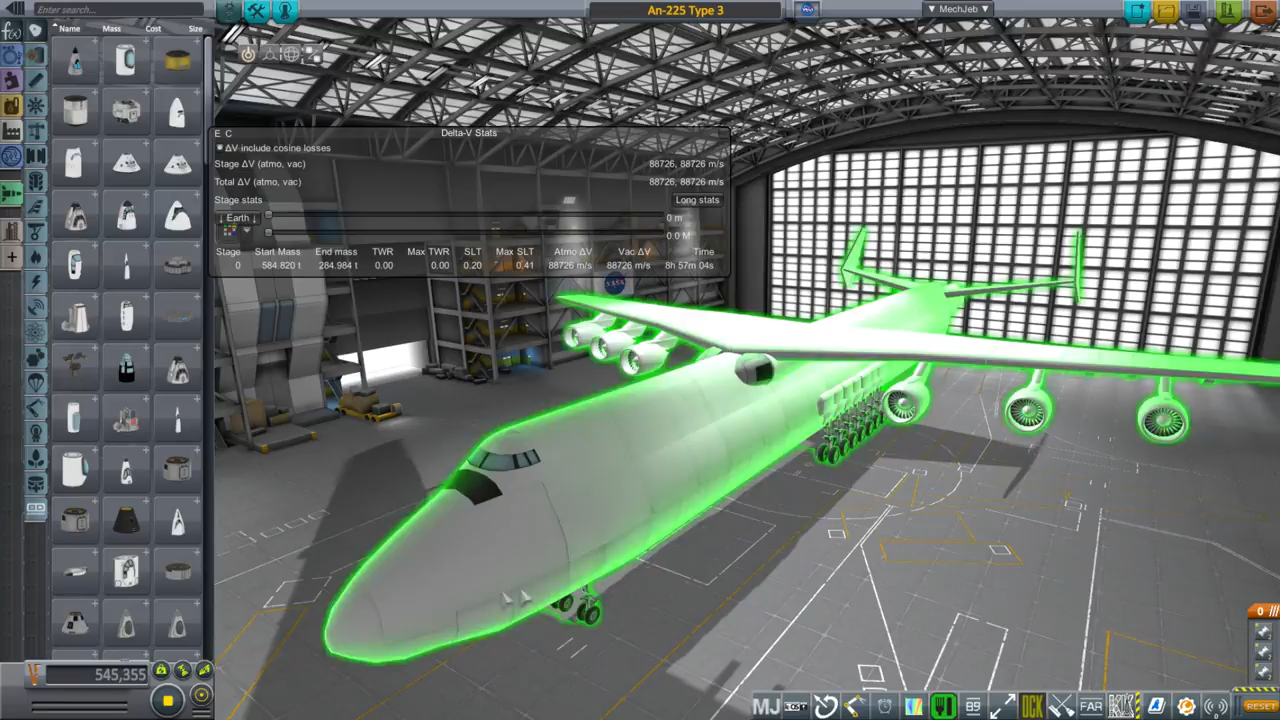 Enter search...
An-225 Type 3
▼ MechJeb ▼
Name Mass Cost Size
f(x)
E C
Delta-V Stats
ΔV include cosine losses
Stage ΔV (atmo, vac) 88726, 88726 m/s
Total ΔV (atmo, vac) 88726, 88726 m/s
Stage stats Long stats
↓ Earth ↓ 0 m
0.0 M
Stage Start Mass End mass TWR Max TWR SLT Max SLT Atmo ΔV Vac ΔV Time
0 584.820 t 284.984 t 0.00 0.00 0.20 0.41 88726 m/s 88726 m/s 8h 57m 04s
NASA
0
545,355
MJ
DCK
FAR
RESET